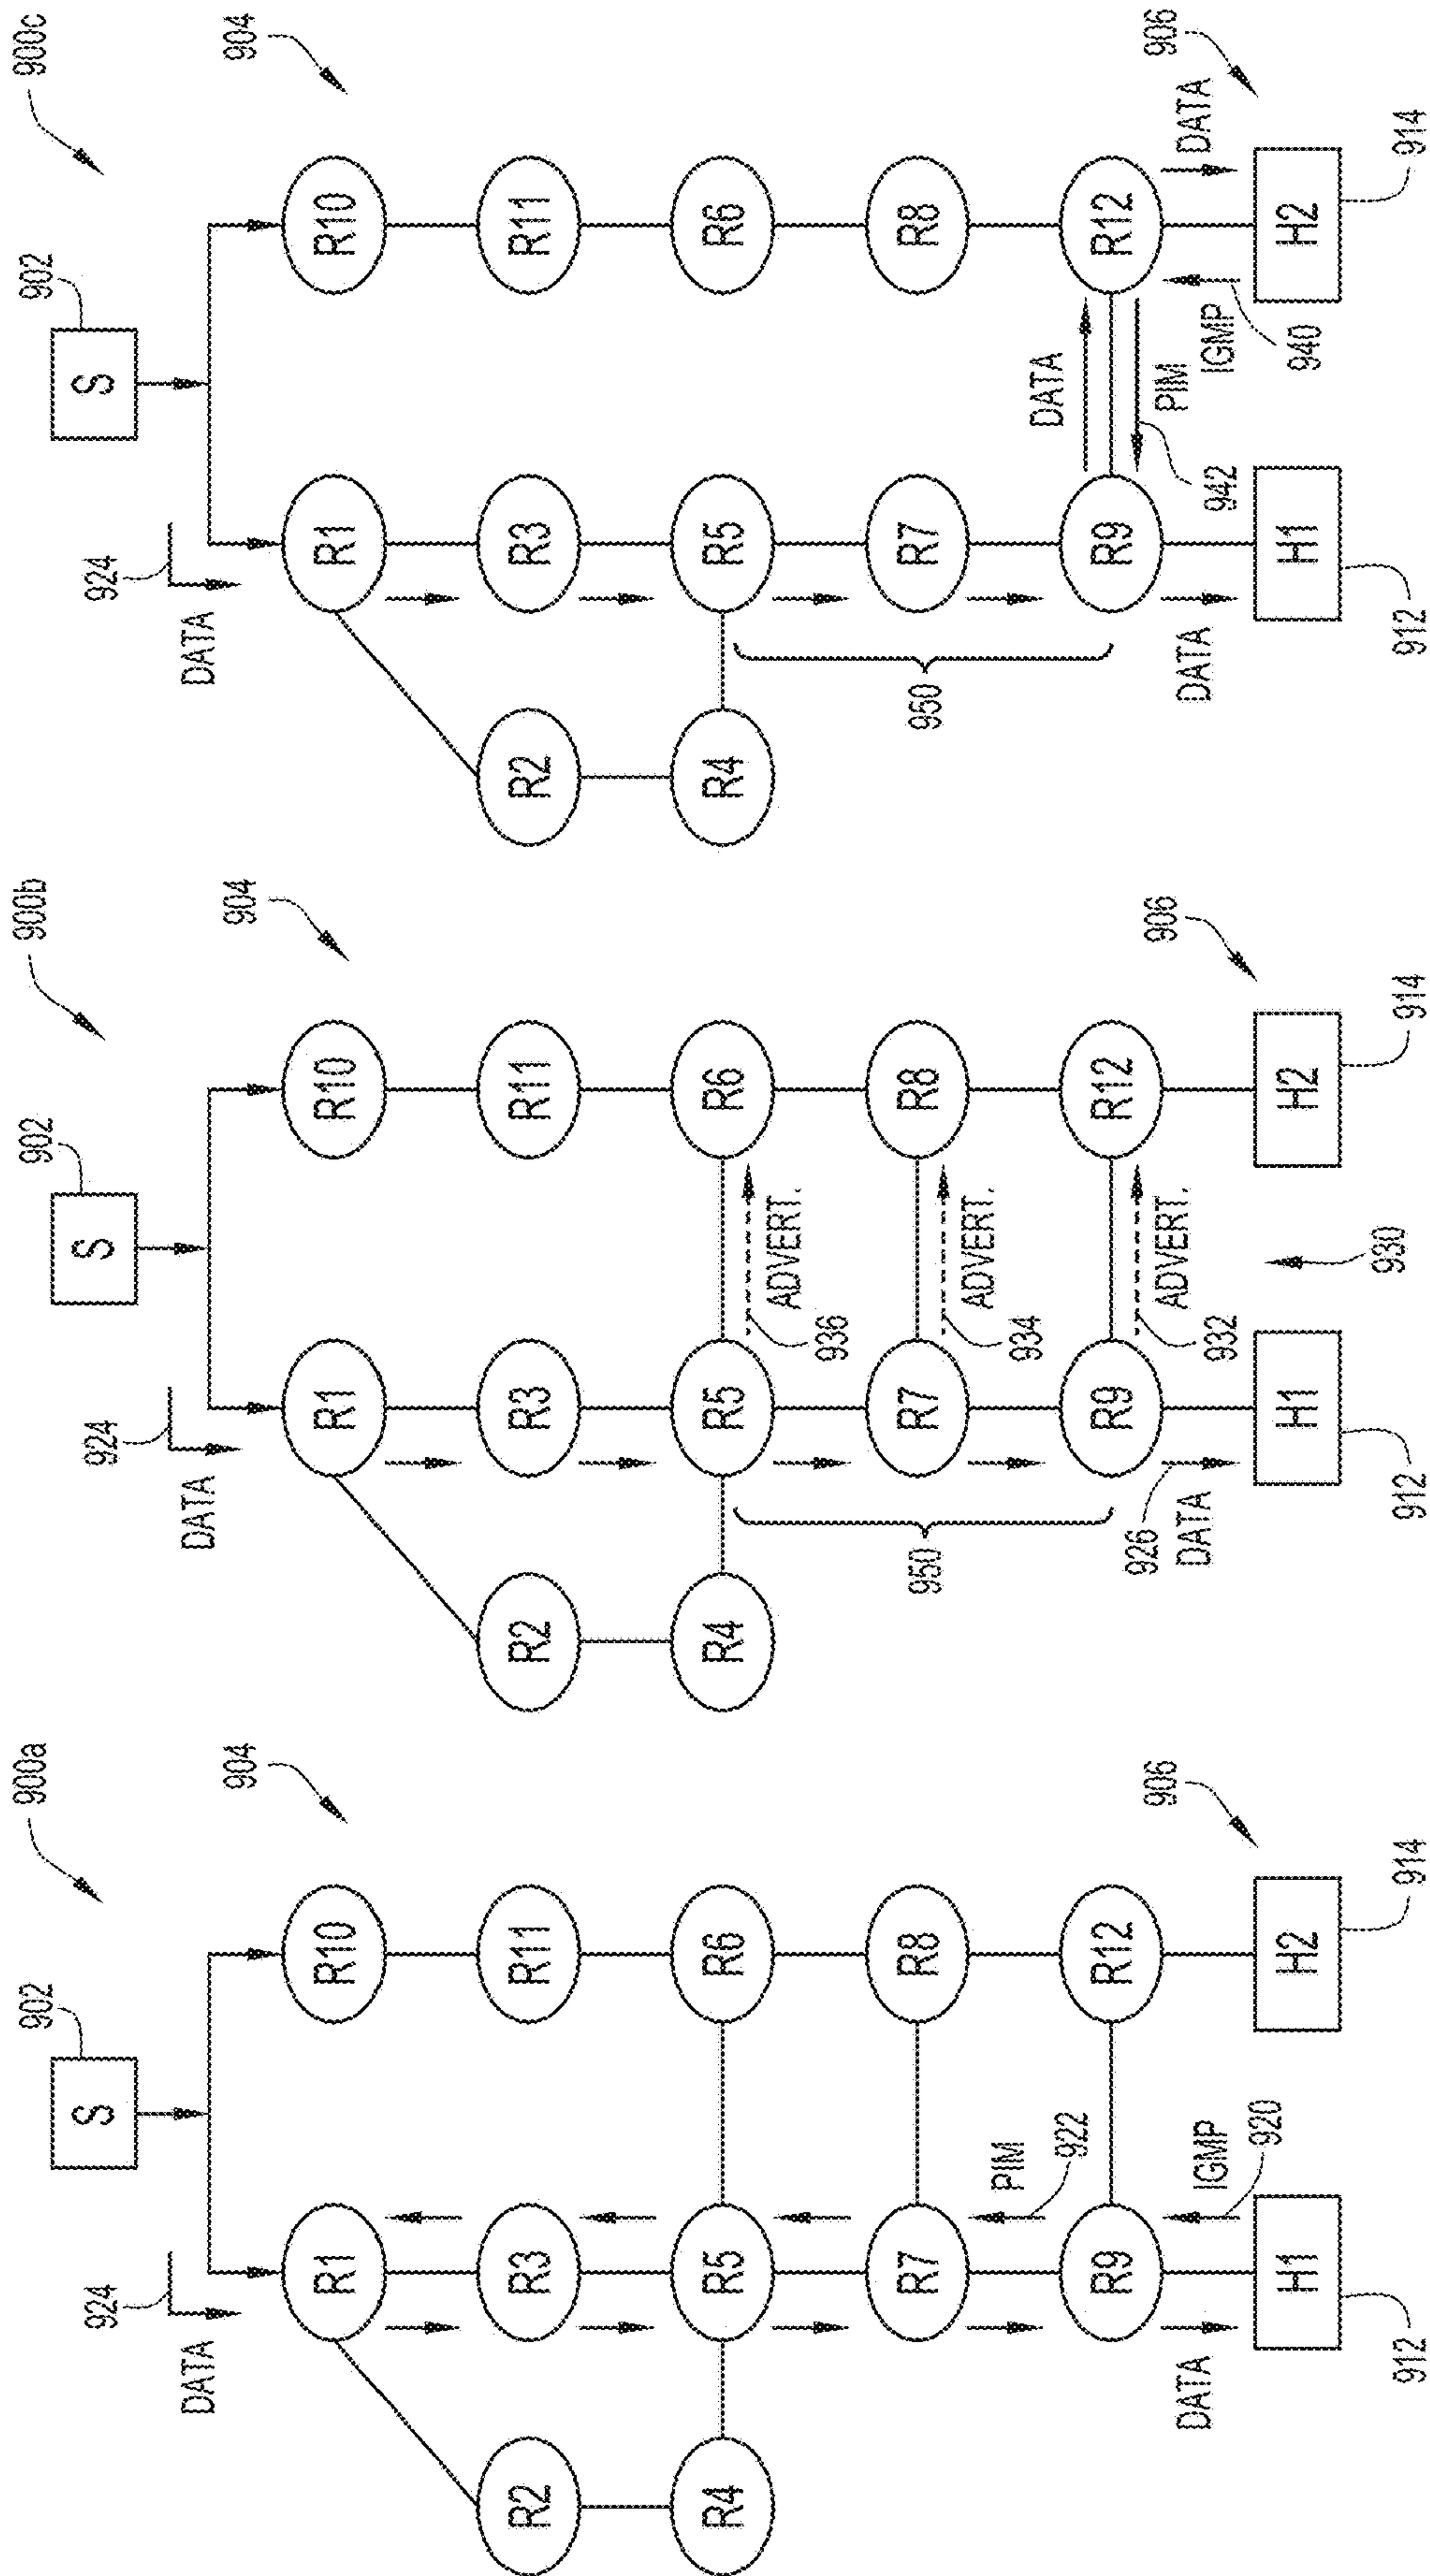 900a
902
904
S
924
DATA
R1
R10
R2
R3
R11
R4
R5
R6
R7
R8
PIM
922
R9
R12
IGMP
920
DATA
906
H1
H2
912
914
900b
902
904
S
924
DATA
R1
R10
R2
R3
R11
R4
R5
R6
ADVERT.
936
R7
R8
ADVERT.
934
950
R9
R12
ADVERT.
932
926
DATA
906
H1
H2
930
912
914
900c
902
904
S
924
DATA
R1
R10
R2
R3
R11
R4
R5
R6
R7
R8
950
DATA
R9
R12
PIM
942
IGMP
940
DATA
DATA
906
H1
H2
912
914